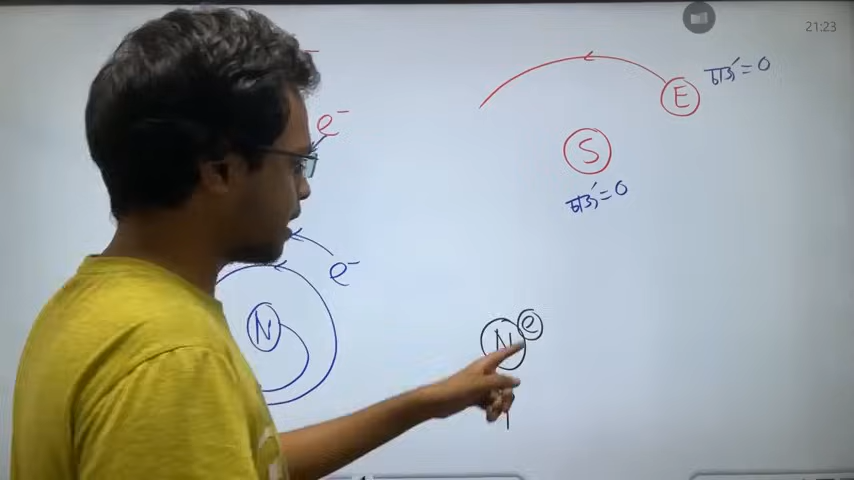 21:23
E
চার্জ = 0
e⁻
S
চার্জ = 0
e⁻
N
N
e